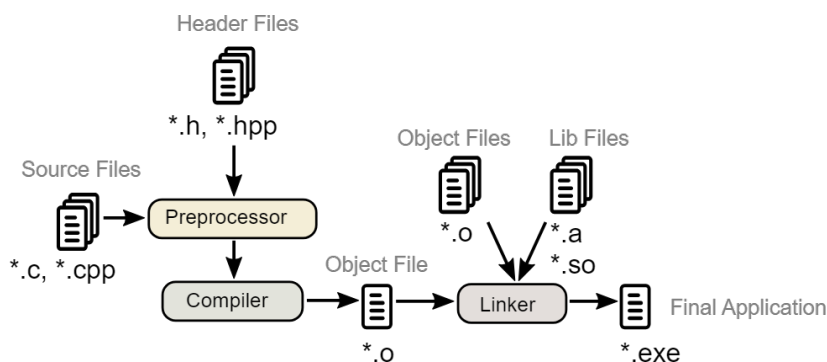 Header Files
*.h, *.hpp
Object Files
Lib Files
Source Files
*.o
*.a
*.so
Preprocessor
*.c, *.cpp
Object File
Compiler
Linker
Final Application
*.o
*.exe